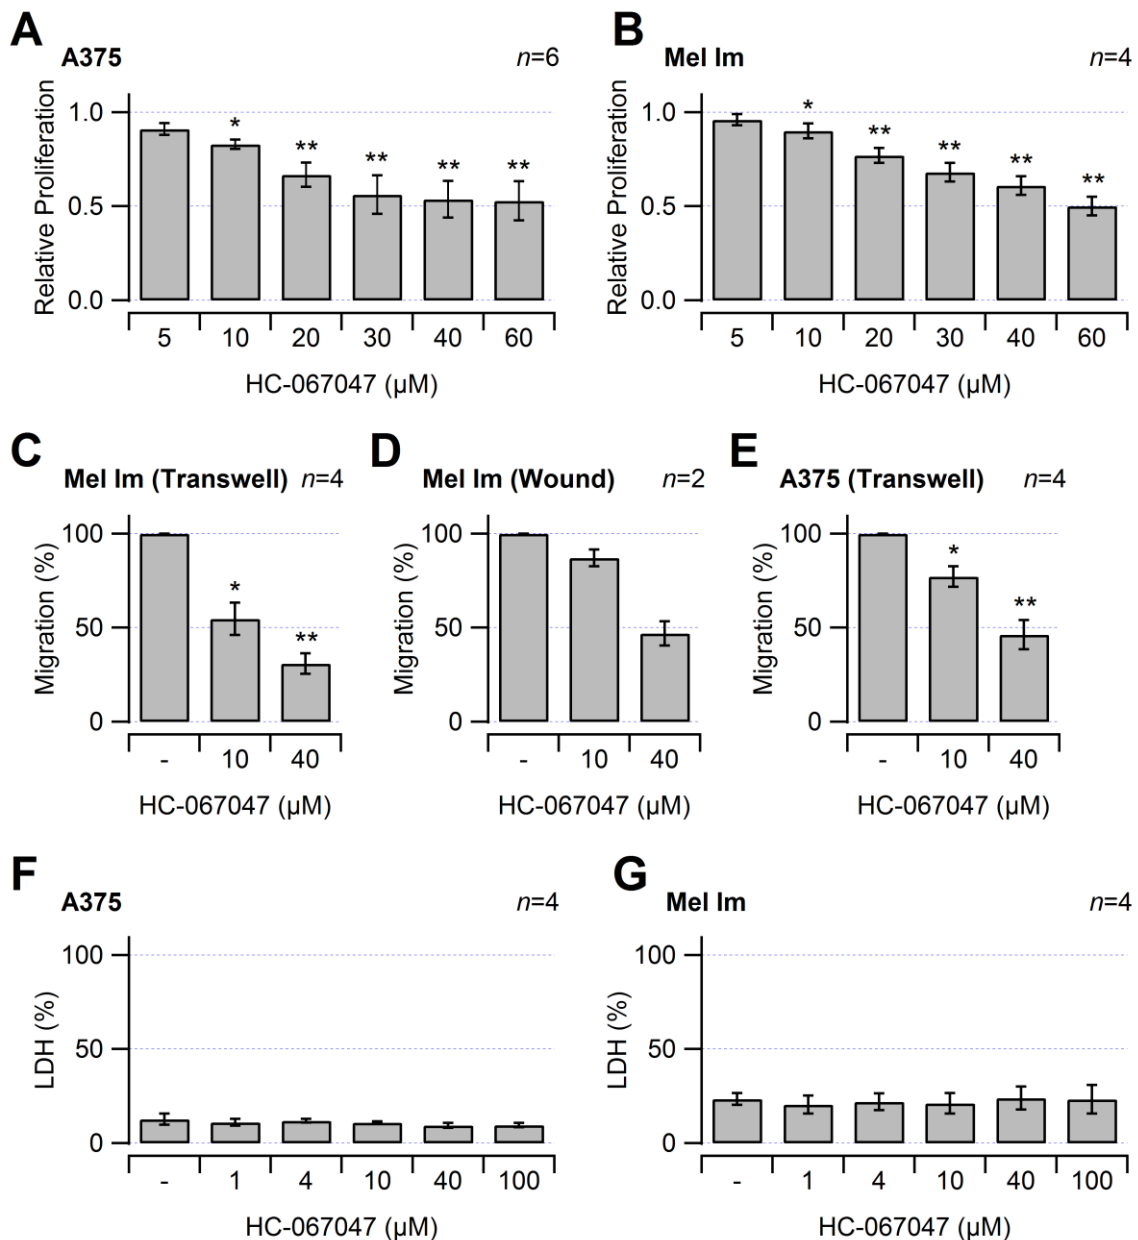 A
A375
n=6
Relative Proliferation
1.0
0.5
0.0
*
**
**
**
**
5 10 20 30 40 60
HC-067047 (µM)
B
Mel Im
n=4
Relative Proliferation
1.0
0.5
0.0
*
**
**
**
**
5 10 20 30 40 60
HC-067047 (µM)
C
Mel Im (Transwell) n=4
Migration (%)
100
50
0
*
**
- 10 40
HC-067047 (µM)
D
Mel Im (Wound) n=2
Migration (%)
100
50
0
- 10 40
HC-067047 (µM)
E
A375 (Transwell) n=4
Migration (%)
100
50
0
*
**
- 10 40
HC-067047 (µM)
F
A375
n=4
LDH (%)
100
50
0
- 1 4 10 40 100
HC-067047 (µM)
G
Mel Im
n=4
LDH (%)
100
50
0
- 1 4 10 40 100
HC-067047 (µM)